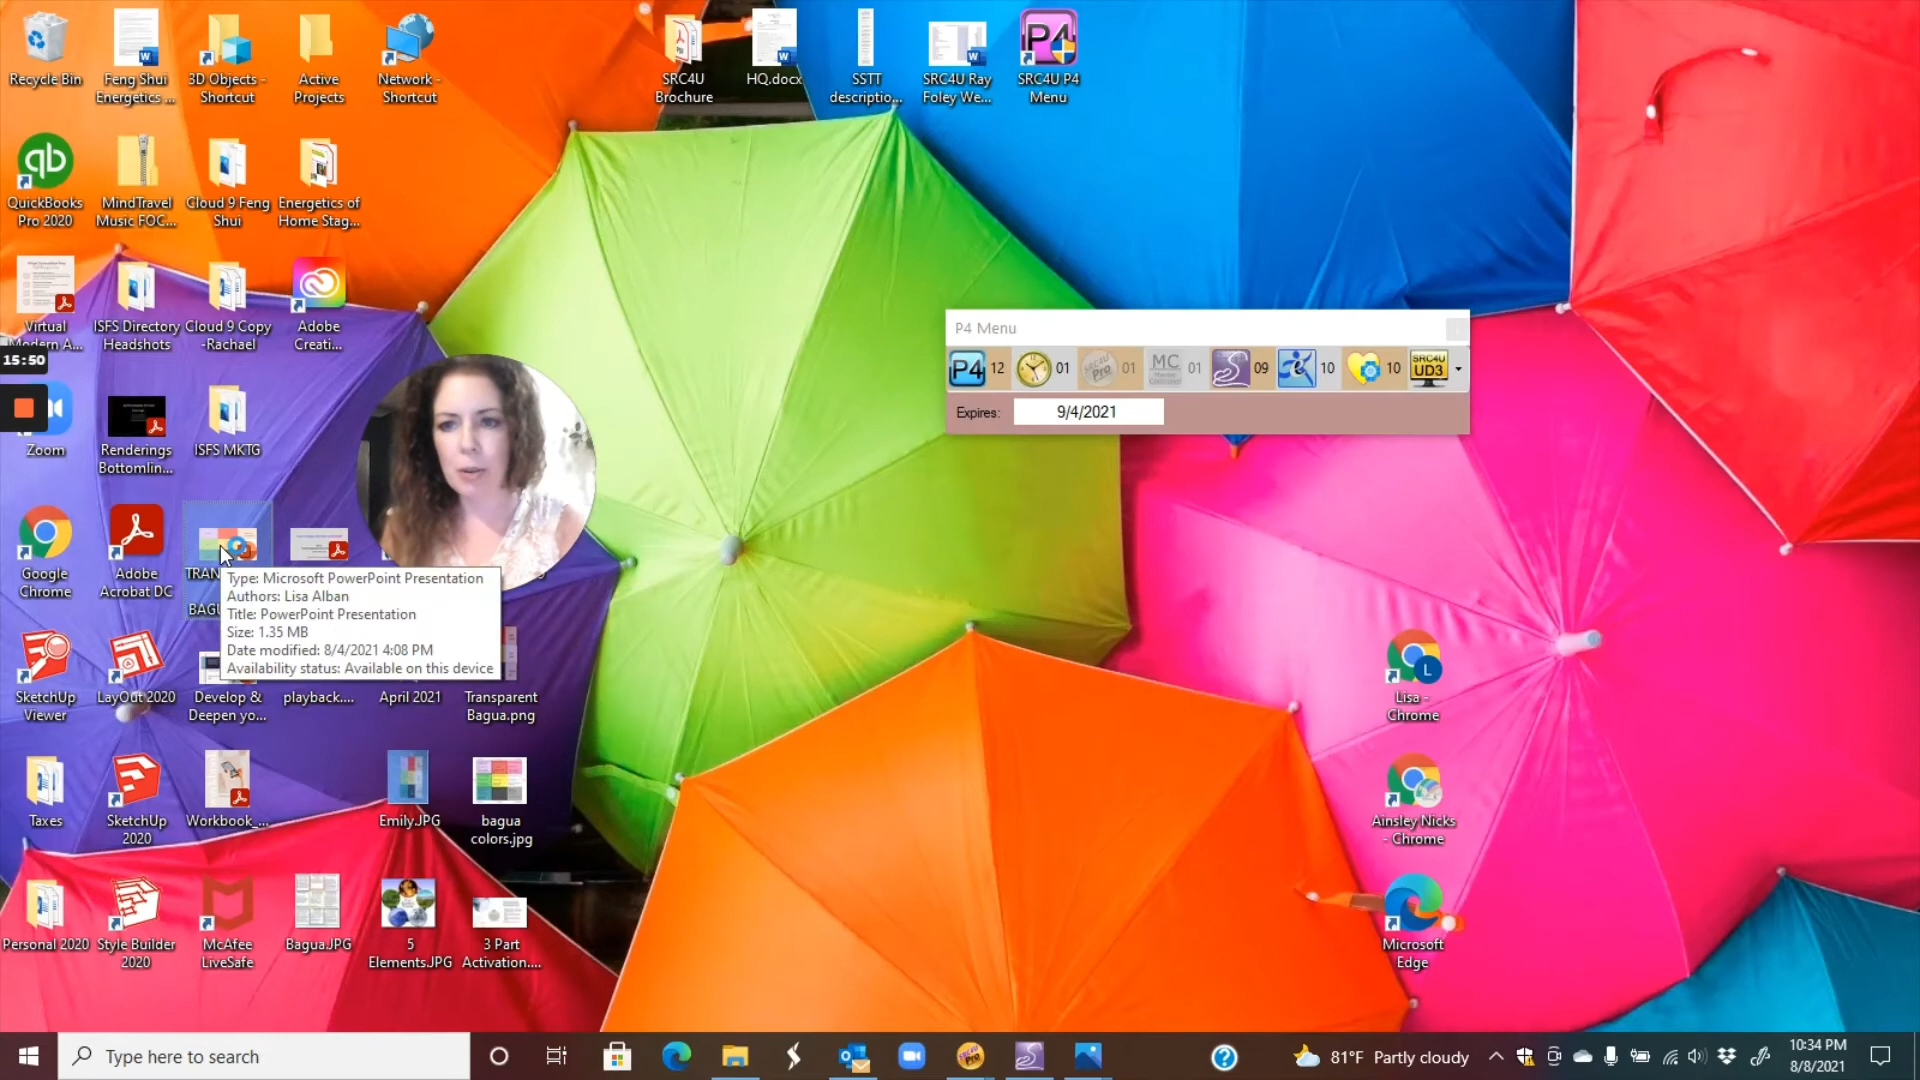 Recycle Bin
Feng Shui
Energetics ...
3D Objects -
Shortcut
Active
Projects
Network -
Shortcut
SRC4U
Brochure
HQ.docx
SSTT
descriptio...
SRC4U Ray
Foley We...
P4
SRC4U P4
Menu
qb
QuickBooks
Pro 2020
MindTravel
Music FOC...
Cloud 9 Feng
Shui
Energetics of
Home Stag...
Virtual
Modern A...
ISFS Directory
Headshots
Cloud 9 Copy
-Rachael
Adobe
Creati...
15:50
P4 Menu
P4 12
01
SRC4U Pro 01
MC 01
09
10
10
SRC4U
UD3
Expires:
9/4/2021
Zoom
Renderings
Bottomlin...
ISFS MKTG
Google
Chrome
Adobe
Acrobat DC
TRAN
BAGU
Type: Microsoft PowerPoint Presentation
Authors: Lisa Alban
Title: PowerPoint Presentation
Size: 1.35 MB
Date modified: 8/4/2021 4:08 PM
Availability status: Available on this device
SketchUp
Viewer
LayOut 2020
Develop &
Deepen yo...
playback....
April 2021
Transparent
Bagua.png
L
Lisa -
Chrome
Taxes
SketchUp
2020
Workbook_...
Emily.JPG
bagua
colors.jpg
Ainsley Nicks
- Chrome
Personal 2020
Style Builder
2020
McAfee
LiveSafe
Bagua.JPG
5
Elements.JPG
3 Part
Activation....
Microsoft
Edge
Type here to search
81°F Partly cloudy
10:34 PM
8/8/2021